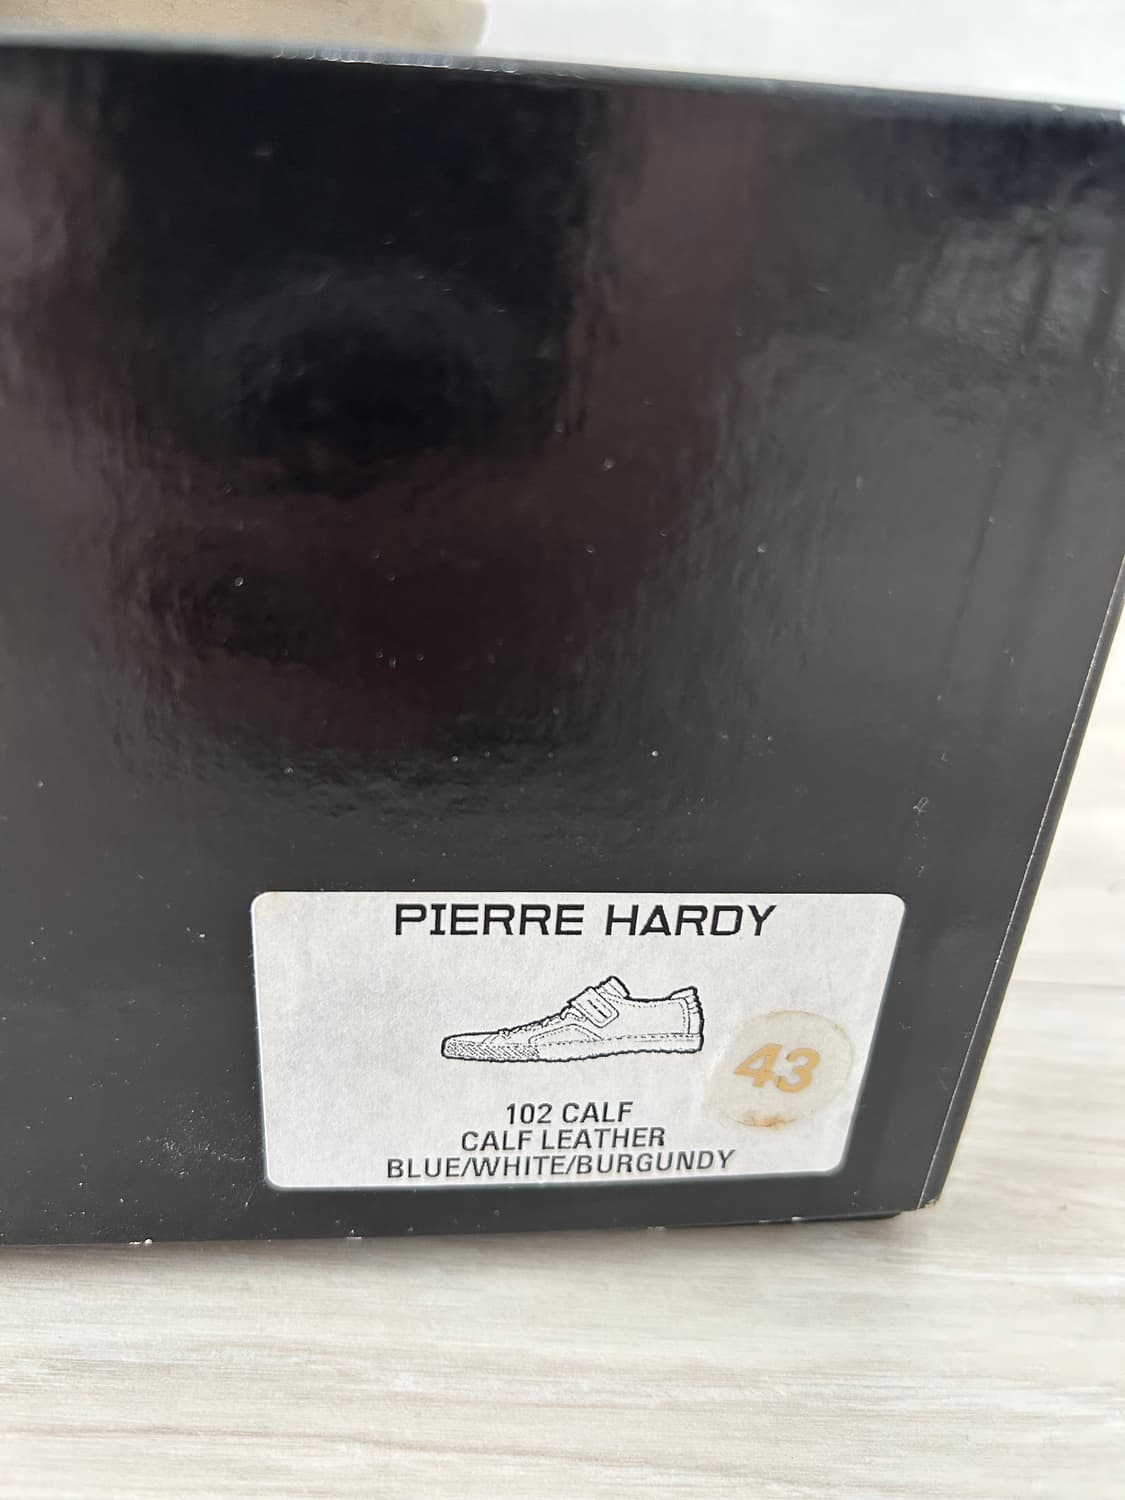 PIERRE HARDY
43
102 CALF
CALF LEATHER
BLUE/WHITE/BURGUNDY